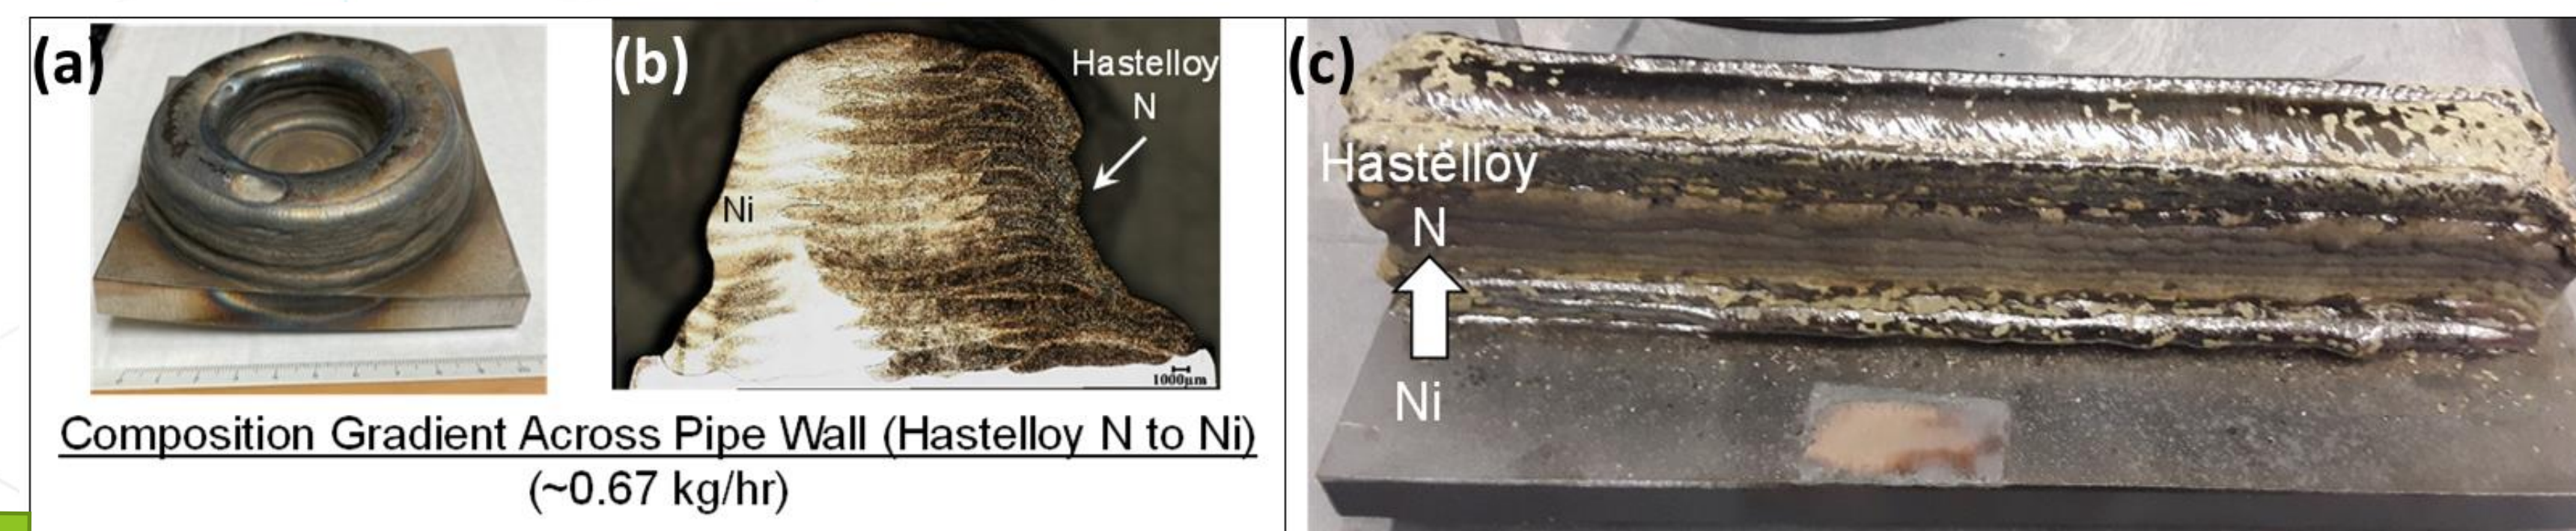 (a)
(b)
Hastelloy
N
Ni
1000μm
Composition Gradient Across Pipe Wall (Hastelloy N to Ni)
(~0.67 kg/hr)
(c)
Hastelloy
N
Ni